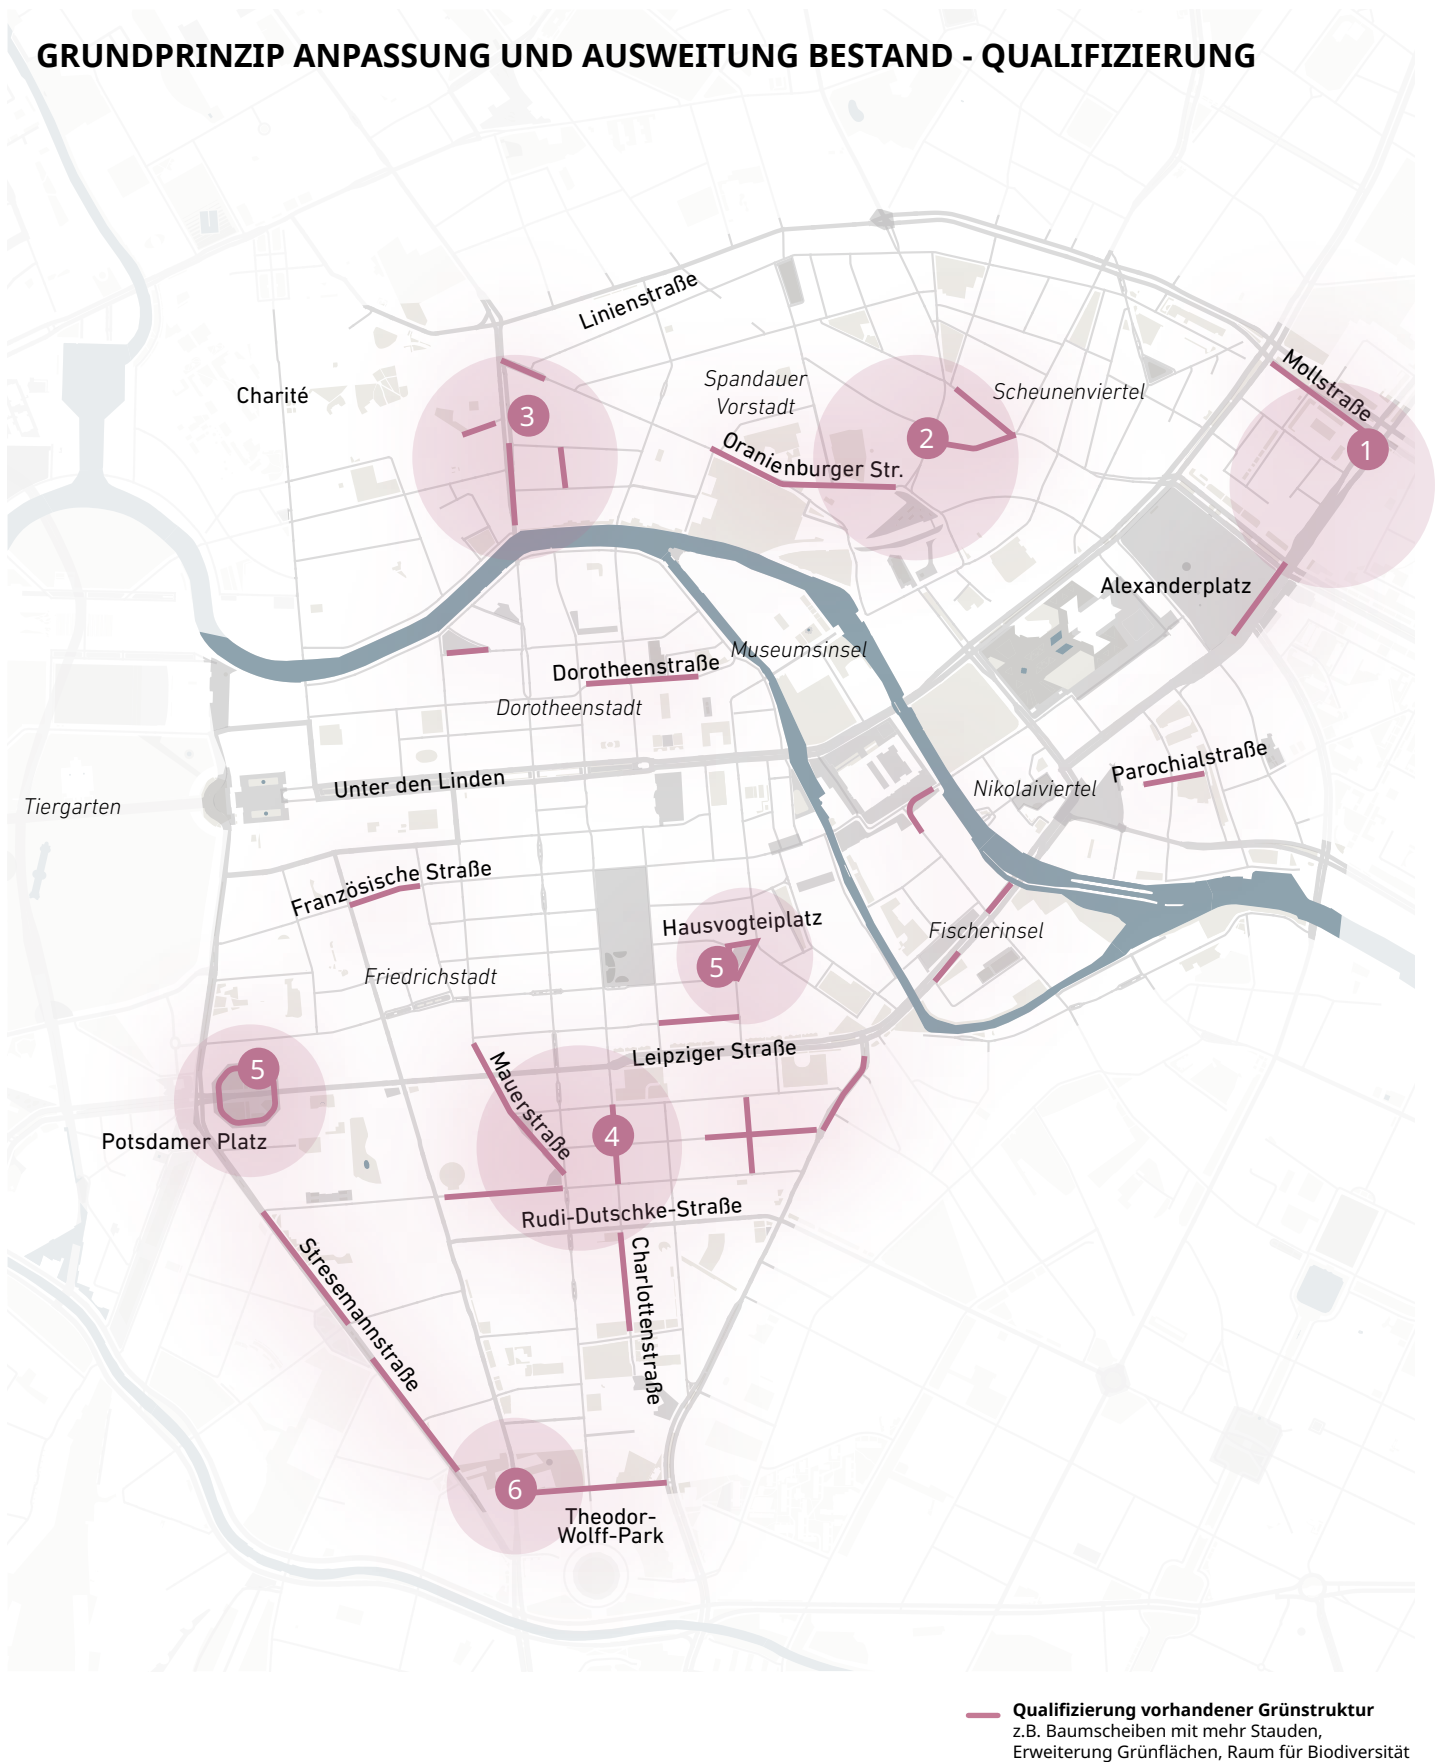 GRUNDPRINZIP ANPASSUNG UND AUSWEITUNG BESTAND - QUALIFIZIERUNG
Linienstraße
Mollstraße
Spandauer
Vorstadt
Scheunenviertel
Charité
3
2
1
Oranienburger Str.
Alexanderplatz
Museumsinsel
Dorotheenstraße
Dorotheenstadt
Parochialstraße
Unter den Linden
Nikolaiviertel
Tiergarten
Französische Straße
Hausvogteiplatz
Fischerinsel
5
Friedrichstadt
Leipziger Straße
5
Mauerstraße
4
Potsdamer Platz
Rudi-Dutschke-Straße
Stresemannstraße
Charlottenstraße
6
Theodor-
Wolff-Park
Qualifizierung vorhandener Grünstruktur
z.B. Baumscheiben mit mehr Stauden,
Erweiterung Grünflächen, Raum für Biodiversität